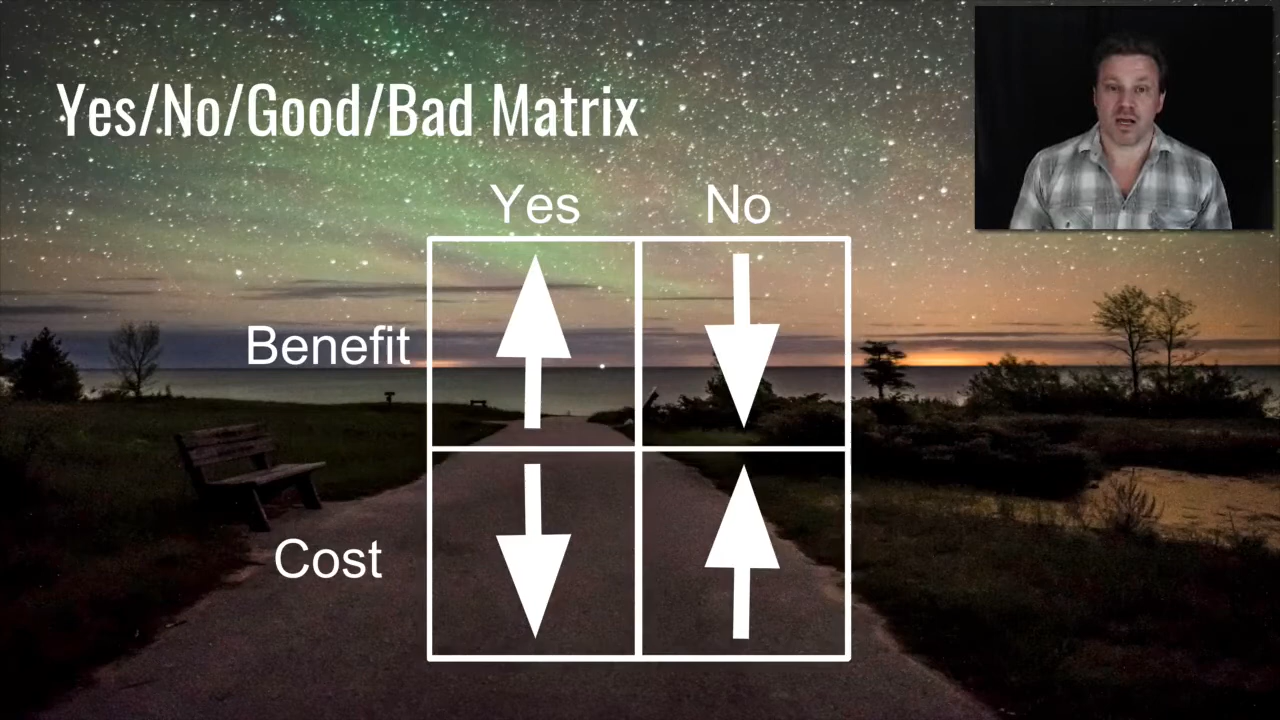 Yes/No/Good/Bad Matrix
Yes No
Benefit
Cost